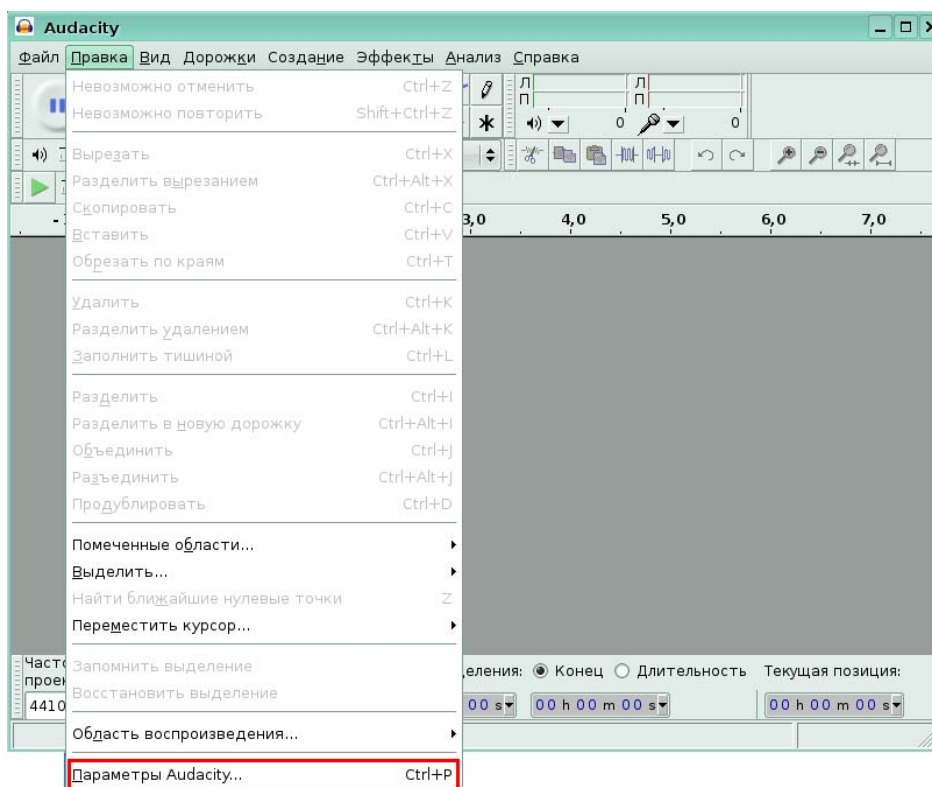 Audacity
Файл Правка Вид Дорожки Создание Эффекты Анализ Справка
Невозможно отменить Ctrl+Z
Невозможно повторить Shift+Ctrl+Z
Вырезать Ctrl+X
Разделить вырезанием Ctrl+Alt+X
Скопировать Ctrl+C
Вставить Ctrl+V
Обрезать по краям Ctrl+T
Удалить Ctrl+K
Разделить удалением Ctrl+Alt+K
Заполнить тишиной Ctrl+L
Разделить Ctrl+I
Разделить в новую дорожку Ctrl+Alt+I
Объединить Ctrl+J
Разъединить Ctrl+Alt+J
Продублировать Ctrl+D
Помеченные области...
Выделить...
Найти ближайшие нулевые точки Z
Переместить курсор...
Запомнить выделение
Восстановить выделение
Область воспроизведения...
Параметры Audacity... Ctrl+P
Л Л
П П
0 0
3,0 4,0 5,0 6,0 7,0
Конец Длительность Текущая позиция:
4410 00 s 00 h 00 m 00 s 00 h 00 m 00 s